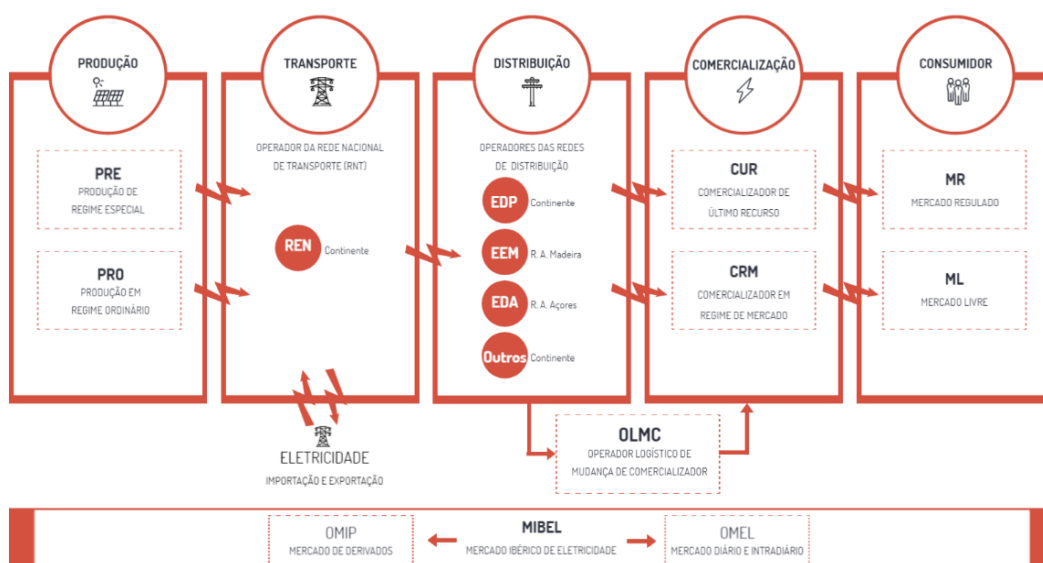 PRODUÇÃO
PRE
PRODUÇÃO DE
REGIME ESPECIAL
PRO
PRODUÇÃO EM
REGIME ORDINÁRIO
TRANSPORTE
OPERADOR DA REDE NACIONAL
DE TRANSPORTE (RNT)
REN Continente
ELETRICIDADE
IMPORTAÇÃO E EXPORTAÇÃO
DISTRIBUIÇÃO
OPERADORES DAS REDES
DE DISTRIBUIÇÃO
EDP Continente
EEM R. A. Madeira
EDA R. A. Açores
Outros Continente
OLMC
OPERADOR LOGÍSTICO DE
MUDANÇA DE COMERCIALIZADOR
COMERCIALIZAÇÃO
CUR
COMERCIALIZADOR DE
ÚLTIMO RECURSO
CRM
COMERCIALIZADOR EM
REGIME DE MERCADO
CONSUMIDOR
MR
MERCADO REGULADO
ML
MERCADO LIVRE
OMIP
MERCADO DE DERIVADOS
MIBEL
MERCADO IBÉRICO DE ELETRICIDADE
OMEL
MERCADO DIÁRIO E INTRADIÁRIO